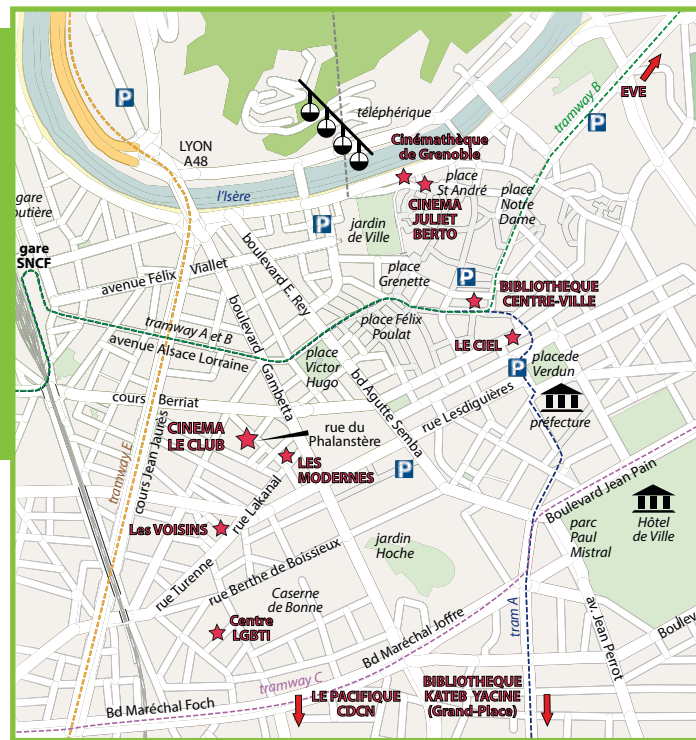 EVE
tramway B
P
P
téléphérique
LYON
A48
Cinémathèque
de Grenoble
place
St André
l'Isère
CINEMA
JULIET
BERTO
place
Notre
Dame
gare
gare
SNCF
P
jardin
de Ville
boulevard E. Rey
avenue Félix Viallet
place
Grenette
P
BIBLIOTHEQUE
CENTRE-VILLE
boulevard Gambetta
tramway A et B
place Félix
Poulat
LE CIEL
avenue Alsace Lorraine
place
Victor
Hugo
P
placede
Verdun
bd Agutte Semba
rue Lesdiguières
cours Berriat
préfecture
CINEMA
LE CLUB
rue du
Phalanstère
tramway E
cours Jean Jaurès
LES
MODERNES
P
rue Lakanal
Boulevard Jean Pain
Les VOISINS
parc
Paul
Mistral
Hôtel
de Ville
jardin
Hoche
rue Turenne
rue Berthe de Boissieux
Caserne
de Bonne
Centre
LGBTI
tram A
av. Jean Perrot
Boulev
Bd Maréchal Joffre
tramway C
Bd Maréchal Foch
LE PACIFIQUE
CDCN
BIBLIOTHEQUE
KATEB YACINE
(Grand-Place)